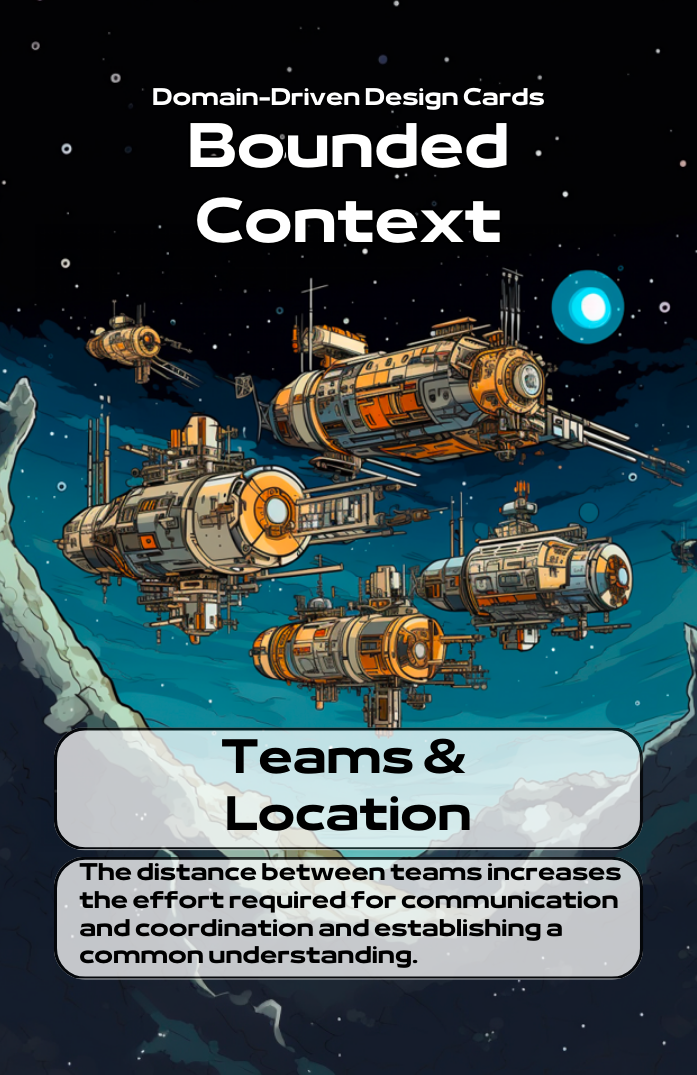 Domain-Driven Design Cards
Bounded
Context
Teams &
Location
The distance between teams increases
the effort required for communication
and coordination and establishing a
common understanding.